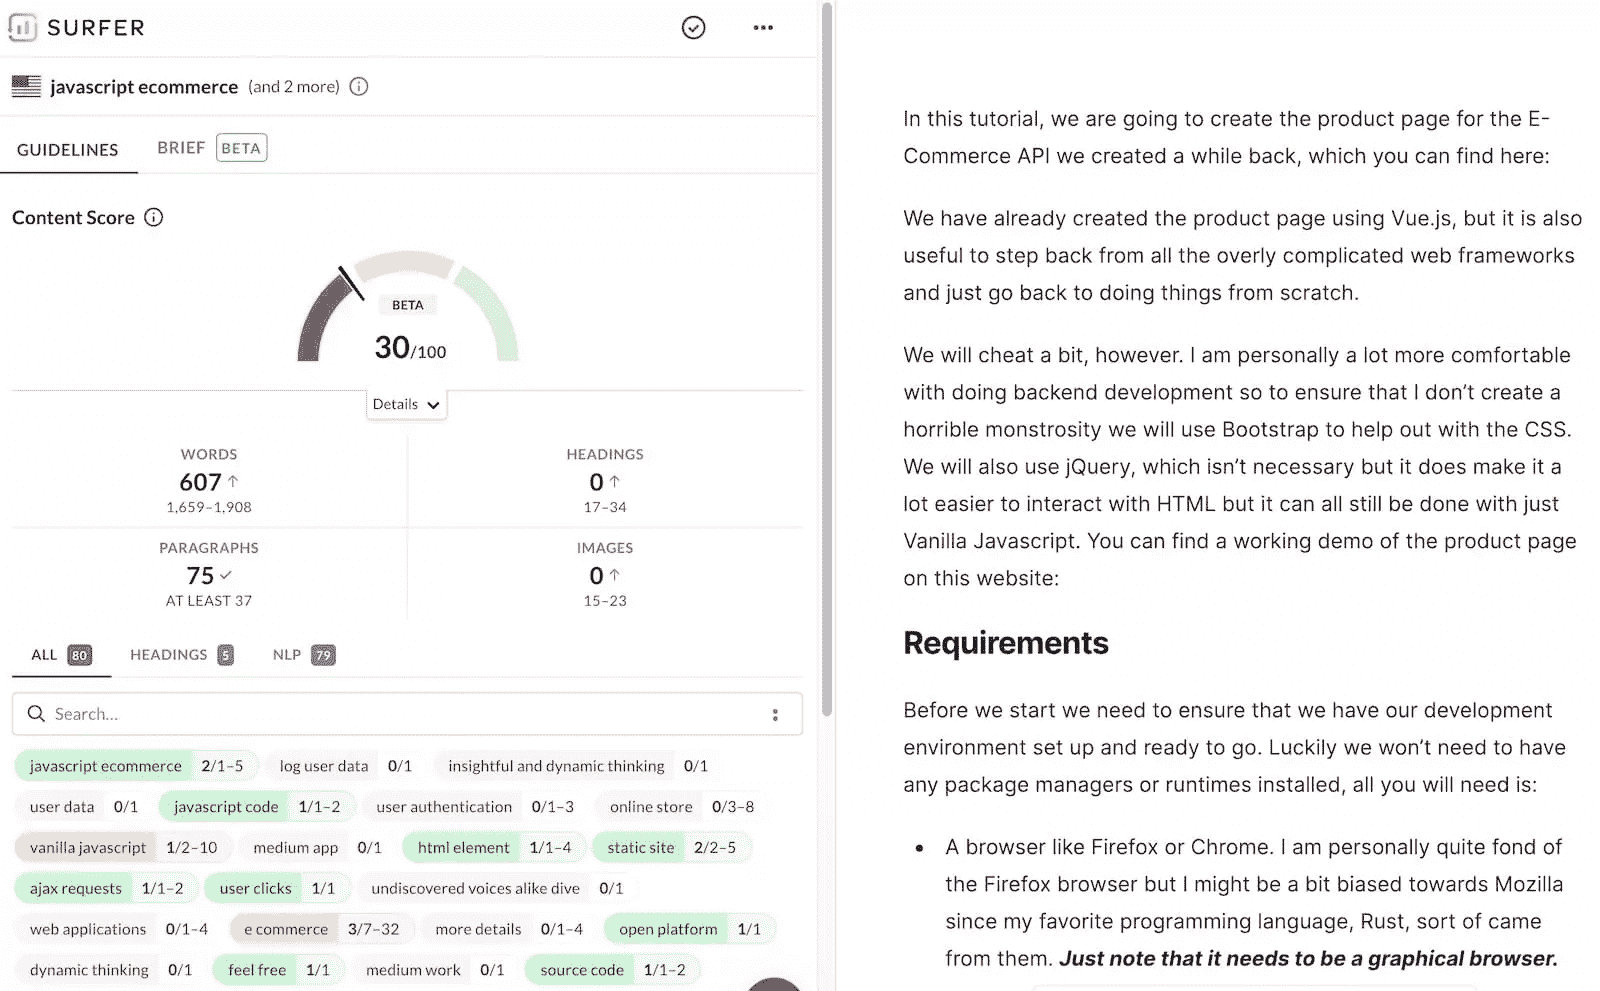 SURFER
javascript ecommerce (and 2 more)
GUIDELINES BRIEF BETA
Content Score
BETA
30/100
Details
WORDS
607
1,659–1,908
HEADINGS
0
17–34
PARAGRAPHS
75
AT LEAST 37
IMAGES
0
15–23
ALL 80 HEADINGS 5 NLP 79
Search...
javascript ecommerce 2/1–5 log user data 0/1 insightful and dynamic thinking 0/1
user data 0/1 javascript code 1/1–2 user authentication 0/1–3 online store 0/3–8
vanilla javascript 1/2–10 medium app 0/1 html element 1/1–4 static site 2/2–5
ajax requests 1/1–2 user clicks 1/1 undiscovered voices alike dive 0/1
web applications 0/1–4 e commerce 3/7–32 more details 0/1–4 open platform 1/1
dynamic thinking 0/1 feel free 1/1 medium work 0/1 source code 1/1–2
In this tutorial, we are going to create the product page for the E-
Commerce API we created a while back, which you can find here:
We have already created the product page using Vue.js, but it is also
useful to step back from all the overly complicated web frameworks
and just go back to doing things from scratch.
We will cheat a bit, however. I am personally a lot more comfortable
with doing backend development so to ensure that I don’t create a
horrible monstrosity we will use Bootstrap to help out with the CSS.
We will also use jQuery, which isn’t necessary but it does make it a
lot easier to interact with HTML but it can all still be done with just
Vanilla Javascript. You can find a working demo of the product page
on this website:
Requirements
Before we start we need to ensure that we have our development
environment set up and ready to go. Luckily we won’t need to have
any package managers or runtimes installed, all you will need is:
• A browser like Firefox or Chrome. I am personally quite fond of
the Firefox browser but I might be a bit biased towards Mozilla
since my favorite programming language, Rust, sort of came
from them. Just note that it needs to be a graphical browser.